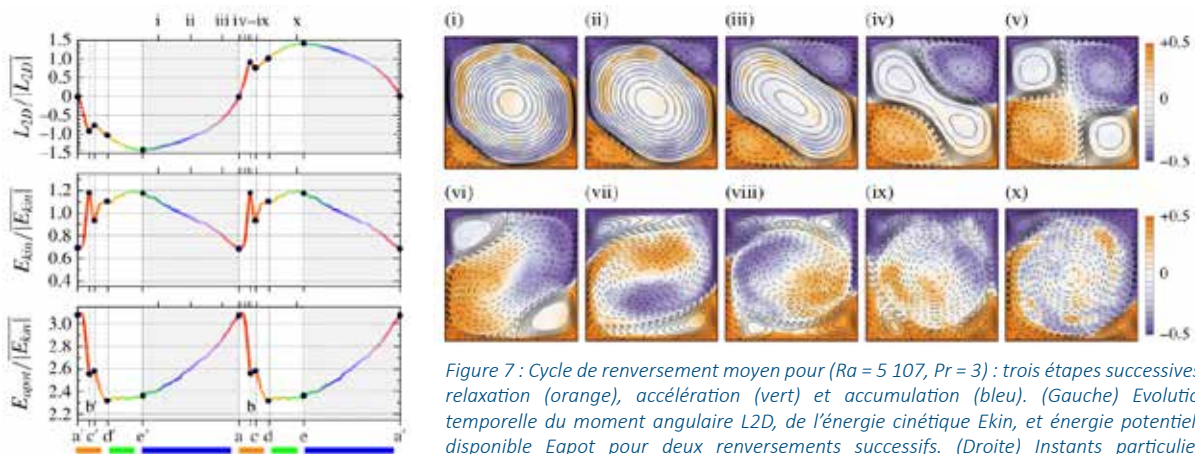 i ii iii iv–ix x
L2D/|L2D|
1.5
1.0
0.5
0
−0.5
−1.0
−1.5
Ekin/|Ekin|
1.2
1.0
0.8
0.6
0.4
Eapot/|Ekin|
3.0
2.8
2.6
2.4
2.2
b' b
a' c' d' e' a c d e a'
(i) (ii) (iii) (iv) (v)
+0.5
0
−0.5
(vi) (vii) (viii) (ix) (x)
+0.5
0
−0.5
Figure 7 : Cycle de renversement moyen pour (Ra = 5 107, Pr = 3) : trois étapes successives
relaxation (orange), accélération (vert) et accumulation (bleu). (Gauche) Evolutio
temporelle du moment angulaire L2D, de l’énergie cinétique Ekin, et énergie potentiel
disponible Eapot pour deux renversements successifs. (Droite) Instants particulie